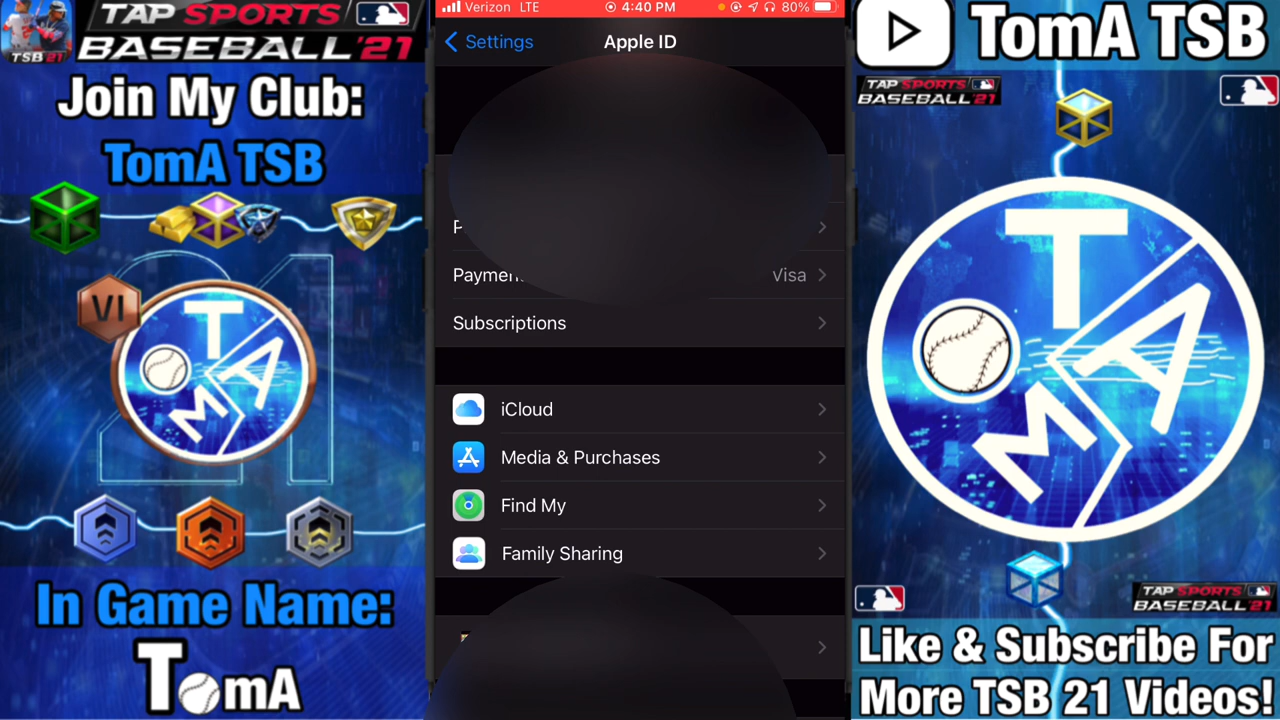 TAP SPORTS
BASEBALL '21
TSB'21
Join My Club:
TomA TSB
VI
21
T
M
A
In Game Name:
TomA
Verizon LTE
4:40 PM
80%
Settings
Apple ID
P
Paymen
Visa
Subscriptions
iCloud
Media & Purchases
Find My
Family Sharing
TomA TSB
TAP SPORTS
BASEBALL '21
T
M
A
TAP SPORTS
BASEBALL '21
Like & Subscribe For
More TSB 21 Videos!